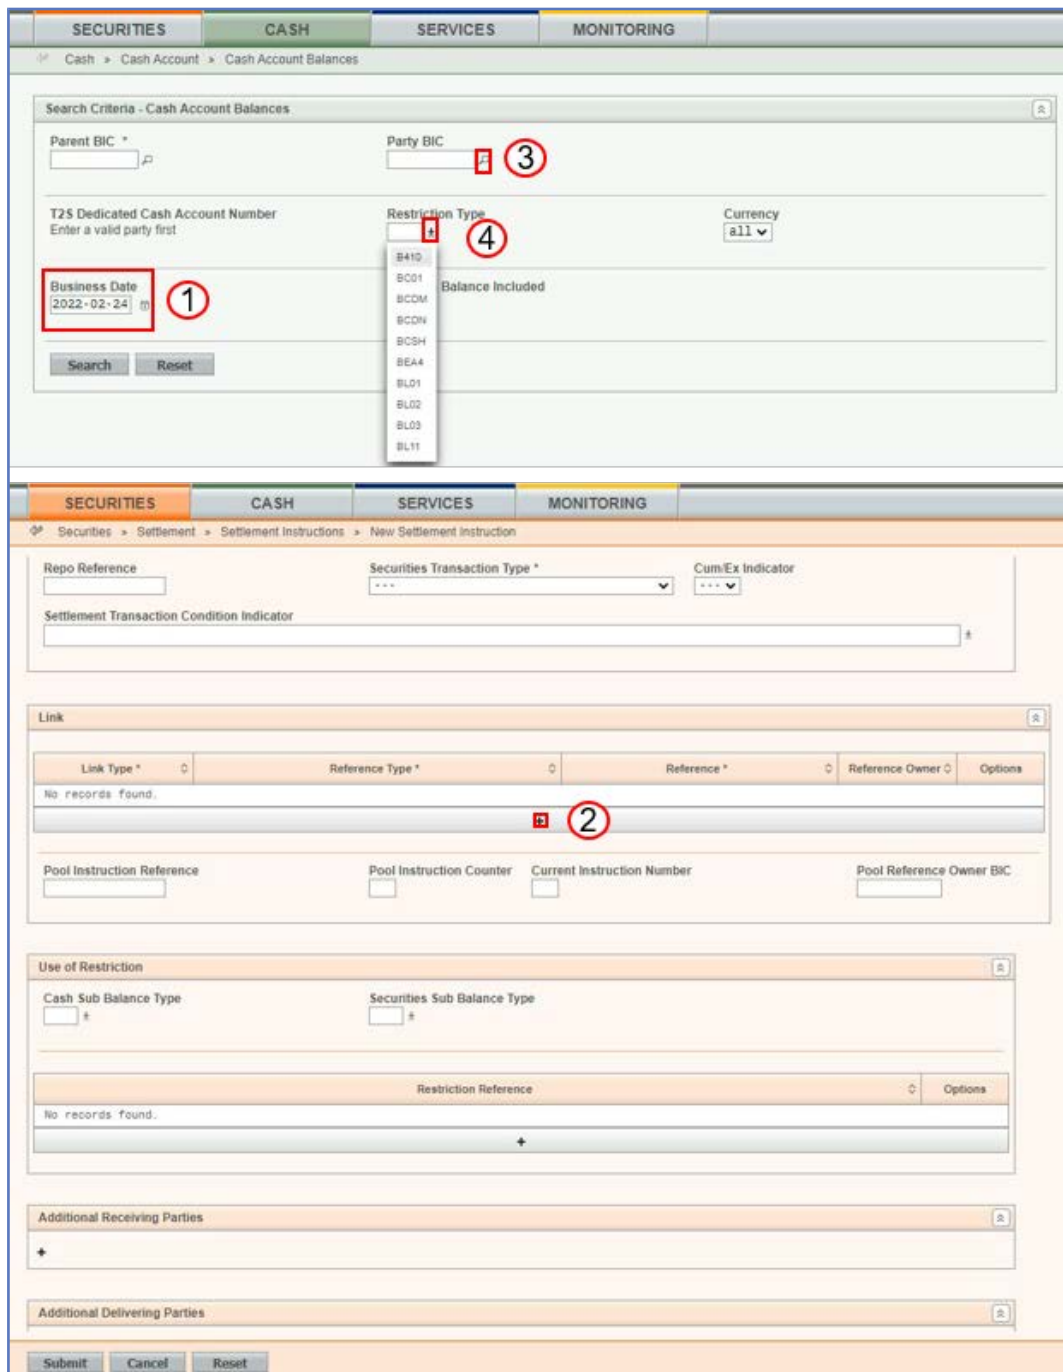 SECURITIES CASH SERVICES MONITORING
Cash » Cash Account » Cash Account Balances
Search Criteria - Cash Account Balances
Parent BIC * Party BIC
3
T2S Dedicated Cash Account Number Restriction Type Currency
Enter a valid party first all
4
B410
BC01
Business Date Balance Included
2022-02-24 1
BCDM
BCDN
BCSH
Search Reset
BEA4
BL01
BL02
BL03
BL11
SECURITIES CASH SERVICES MONITORING
Securities » Settlement » Settlement Instructions » New Settlement Instruction
Repo Reference Securities Transaction Type * Cum/Ex Indicator
--- ---
Settlement Transaction Condition Indicator
Link
Link Type * Reference Type * Reference * Reference Owner Options
No records found.
+ 2
Pool Instruction Reference Pool Instruction Counter Current Instruction Number Pool Reference Owner BIC
Use of Restriction
Cash Sub Balance Type Securities Sub Balance Type
Restriction Reference Options
No records found.
+
Additional Receiving Parties
+
Additional Delivering Parties
Submit Cancel Reset